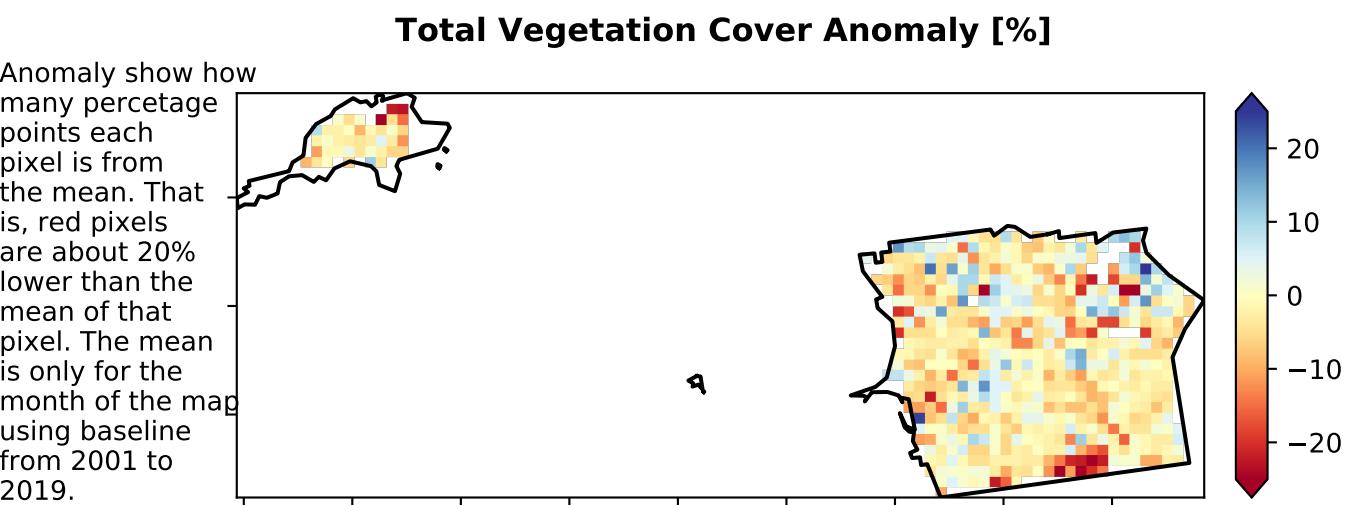 Total Vegetation Cover Anomaly [%]
Anomaly show how
many percetage
points each
pixel is from
the mean. That
is, red pixels
are about 20%
lower than the
mean of that
pixel. The mean
is only for the
month of the map
using baseline
from 2001 to
2019.
20
10
0
−10
−20